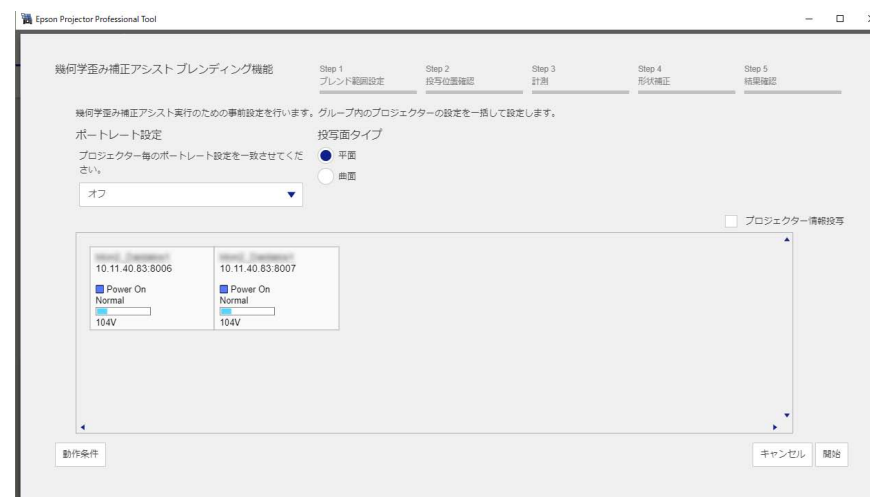 Epson Projector Professional Tool
幾何学歪み補正アシスト ブレンディング機能
Step 1
ブレンド範囲設定
Step 2
投写位置確認
Step 3
計測
Step 4
形状補正
Step 5
結果確認
幾何学歪み補正アシスト実行のための事前設定を行います。グループ内のプロジェクターの設定を一括して設定します。
ポートレート設定
プロジェクター毎のポートレート設定を一致させてくだ
さい。
オフ
投写面タイプ
平面
曲面
プロジェクター情報投写
10.11.40.83:8006
Power On
Normal
104V
10.11.40.83:8007
Power On
Normal
104V
動作条件
キャンセル
開始